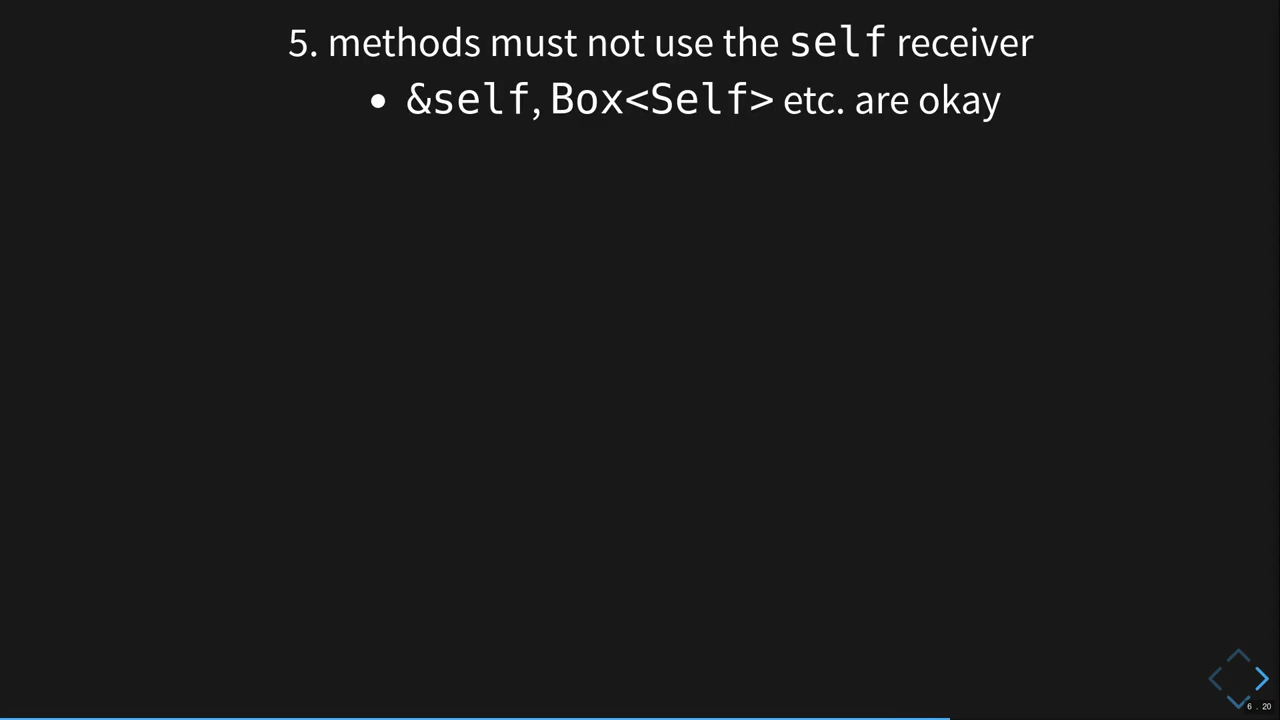 5. methods must not use the self receiver
• &self, Box<Self> etc. are okay
6 . 20